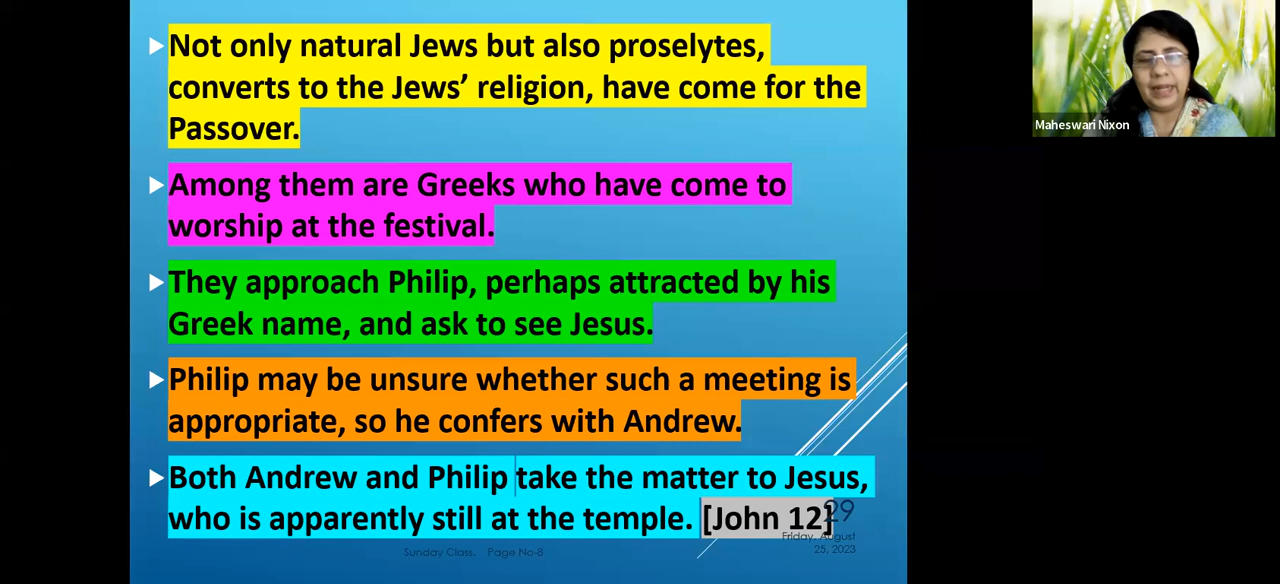 Not only natural Jews but also proselytes,
converts to the Jews’ religion, have come for the
Passover.
Among them are Greeks who have come to
worship at the festival.
They approach Philip, perhaps attracted by his
Greek name, and ask to see Jesus.
Philip may be unsure whether such a meeting is
appropriate, so he confers with Andrew.
Both Andrew and Philip take the matter to Jesus,
who is apparently still at the temple. [John 12]
29
Friday, August
25, 2023
Sunday Class. Page No-8
Maheswari Nixon